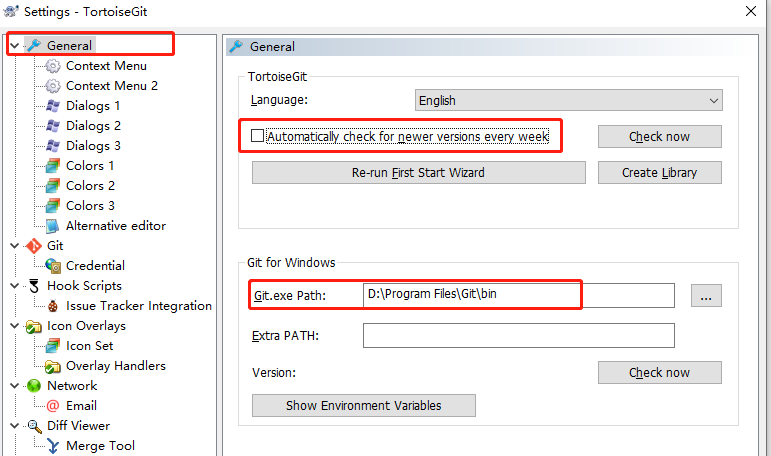 Settings - TortoiseGit
General
Context Menu
Context Menu 2
Dialogs 1
Dialogs 2
Dialogs 3
Colors 1
Colors 2
Colors 3
Alternative editor
Git
Credential
Hook Scripts
Issue Tracker Integration
Icon Overlays
Icon Set
Overlay Handlers
Network
Email
Diff Viewer
Merge Tool
General
TortoiseGit
Language: English
Automatically check for newer versions every week Check now
Re-run First Start Wizard Create Library
Git for Windows
Git.exe Path: D:\Program Files\Git\bin ...
Extra PATH:
Version: Check now
Show Environment Variables